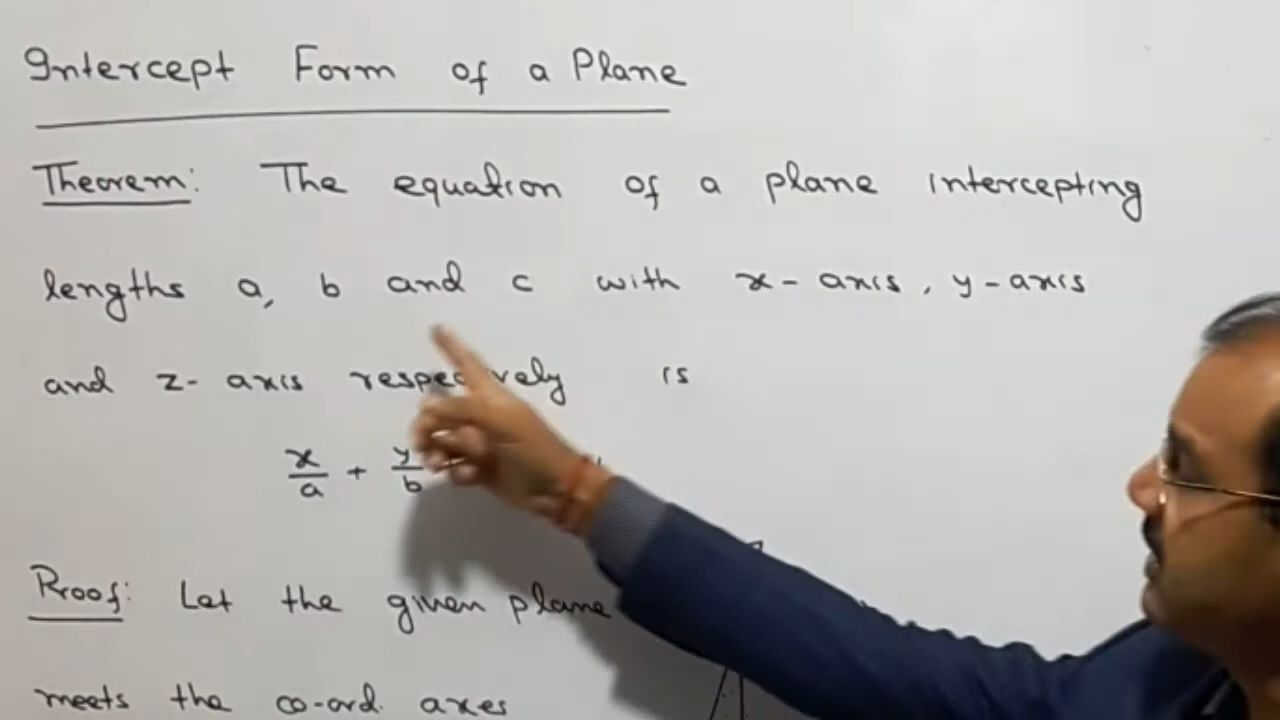 Intercept Form of a Plane
Theorem: The equation of a plane intercepting
lengths a, b and c with x-axis, y-axis
and z-axis respectively is
x/a + y/b
Proof: Let the given plane
meets the co-ord. axes